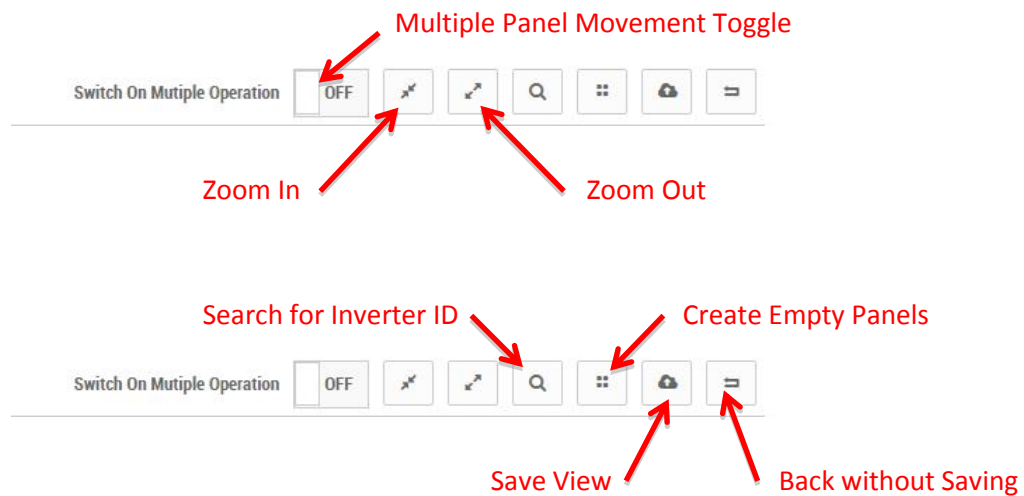 Multiple Panel Movement Toggle
Switch On Mutiple Operation OFF
Zoom In Zoom Out
Search for Inverter ID Create Empty Panels
Switch On Mutiple Operation OFF
Save View Back without Saving